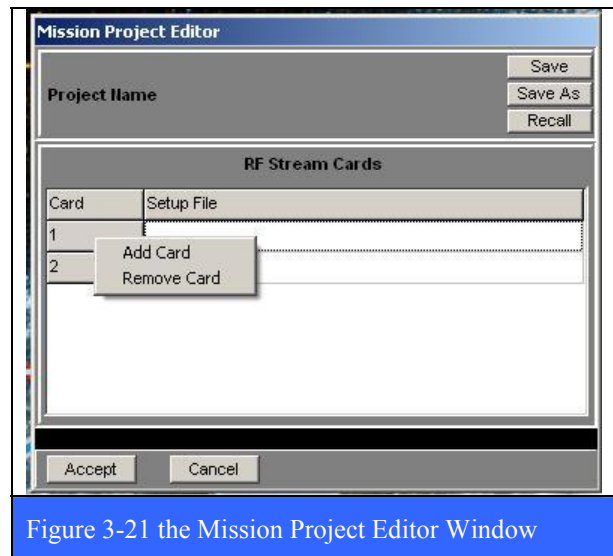 Mission Project Editor
Project Name
Save
Save As
Recall
RF Stream Cards
Card Setup File
1
2
Add Card
Remove Card
Accept Cancel
Figure 3-21 the Mission Project Editor Window